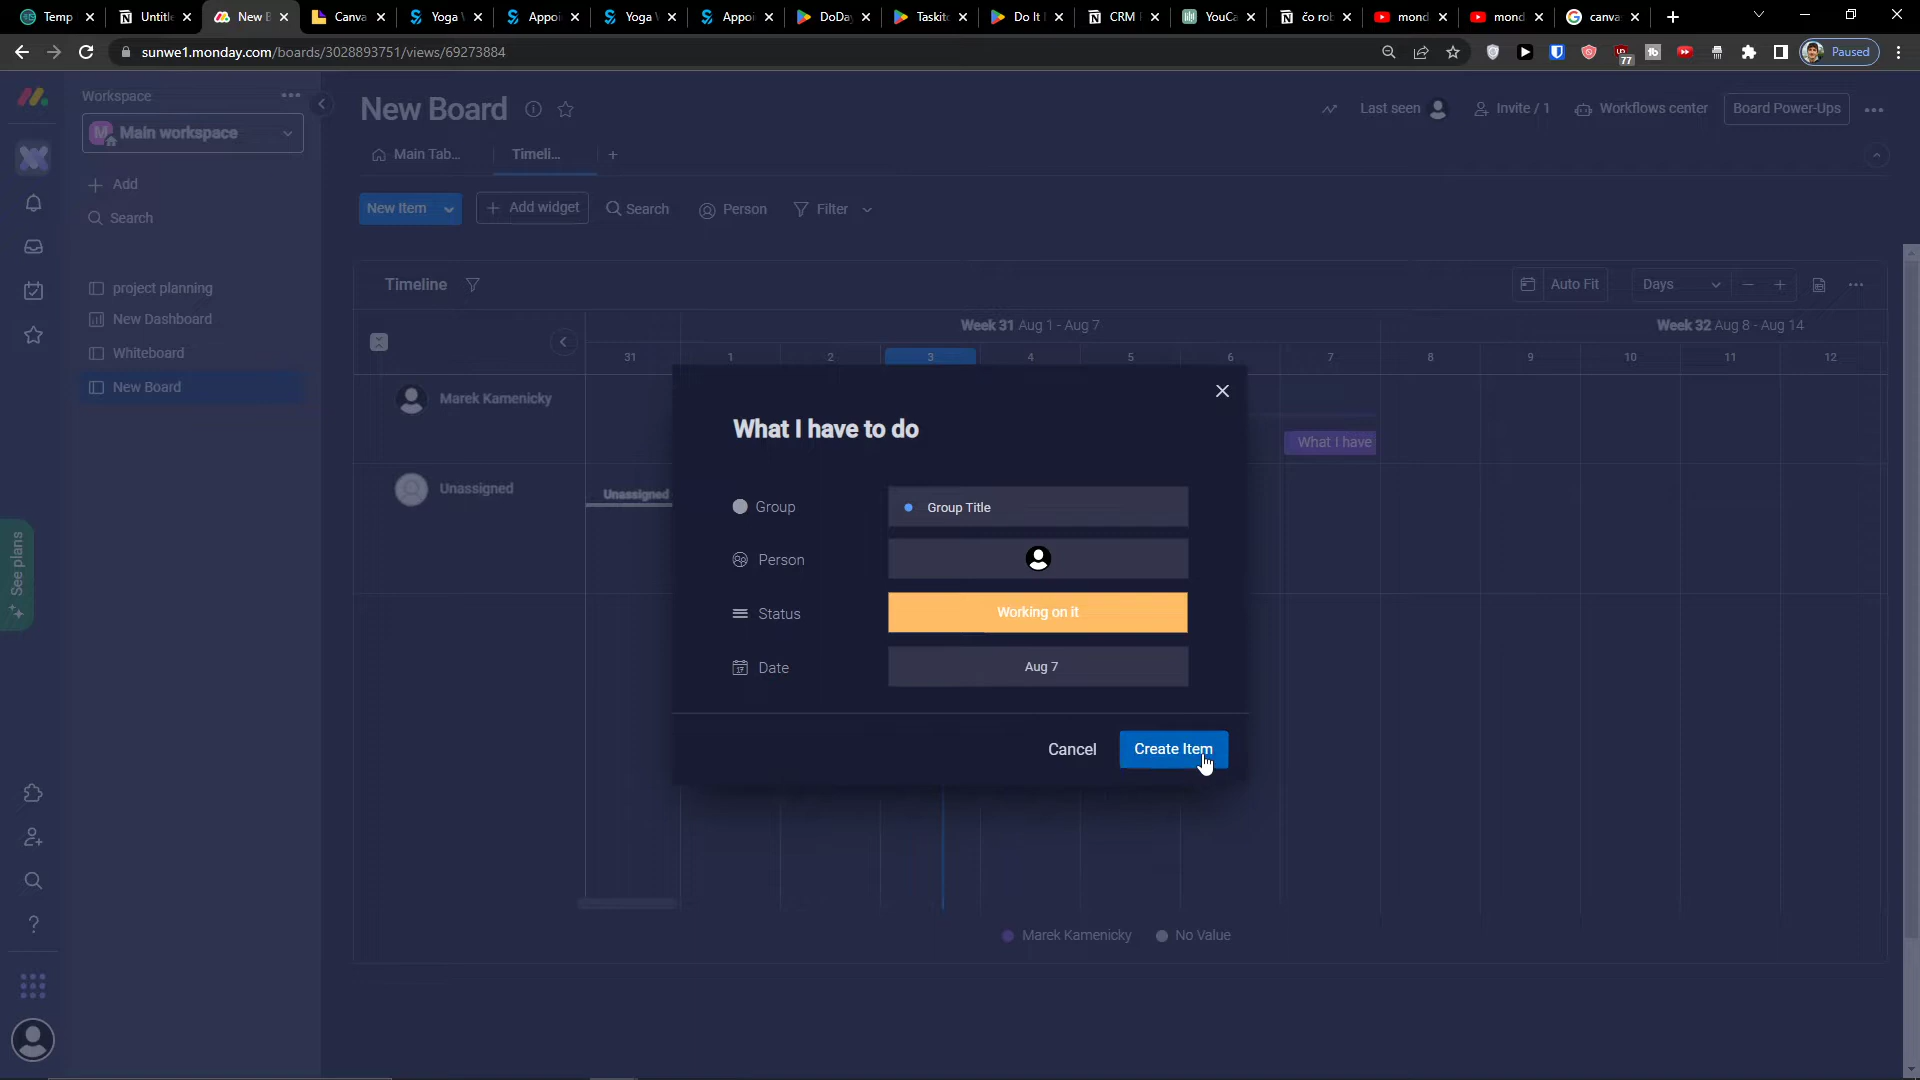 Temp
Untitle
New B
Canva
Yoga V
Appoi
Yoga V
Appoi
DoDay
Taskito
Do It
CRM
YouCa
čo rob
mond
mond
canva
sunwe1.monday.com/boards/3028893751/views/69273884
77
Paused
Workspace
M
Main workspace
Add
Search
project planning
New Dashboard
Whiteboard
New Board
See plans
New Board
Last seen
Invite / 1
Workflows center
Board Power-Ups
Main Tab...
Timeli...
New Item
Add widget
Search
Person
Filter
Timeline
Auto Fit
Days
Week 31 Aug 1 - Aug 7
Week 32 Aug 8 - Aug 14
31 1 2 3 4 5 6 7 8 9 10 11 12
Marek Kamenicky
What I have
Unassigned
Unassigned
What I have to do
Group
Group Title
Person
Status
Working on it
Date
Aug 7
Cancel
Create Item
Marek Kamenicky
No Value